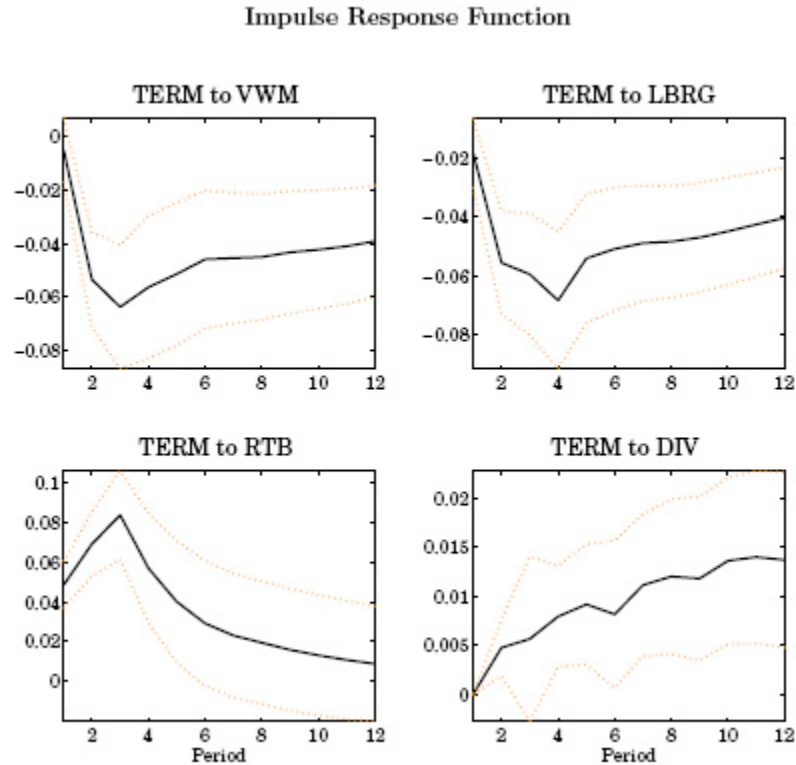 Impulse Response Function
TERM to VWM
0
−0.02
−0.04
−0.06
−0.08
2 4 6 8 10 12
TERM to LBRG
−0.02
−0.04
−0.06
−0.08
2 4 6 8 10 12
TERM to RTB
0.1
0.08
0.06
0.04
0.02
0
2 4 6 8 10 12
Period
TERM to DIV
0.02
0.015
0.01
0.005
0
2 4 6 8 10 12
Period